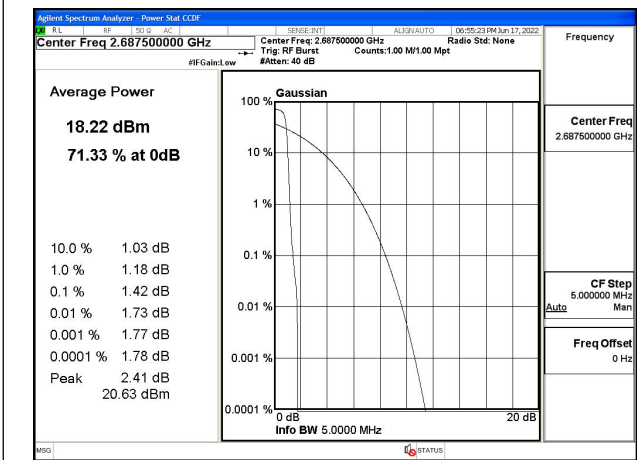 Agilent Spectrum Analyzer - Power Stat CCDF
LXI RL RF 50 Ω AC SENSE:INT ALIGN AUTO 06:55:23 PM Jun 17, 2022
Center Freq 2.687500000 GHz
Center Freq: 2.687500000 GHz Radio Std: None
Trig: RF Burst Counts:1.00 M/1.00 Mpt
#IFGain:Low #Atten: 40 dB
Frequency
Average Power
18.22 dBm
71.33 % at 0dB
10.0 % 1.03 dB
1.0 % 1.18 dB
0.1 % 1.42 dB
0.01 % 1.73 dB
0.001 % 1.77 dB
0.0001 % 1.78 dB
Peak 2.41 dB
20.63 dBm
Gaussian
100 %
10 %
1 %
0.1 %
0.01 %
0.001 %
0.0001 %
0 dB 20 dB
Info BW 5.0000 MHz
Center Freq
2.687500000 GHz
CF Step
5.000000 MHz
Auto Man
Freq Offset
0 Hz
MSG STATUS